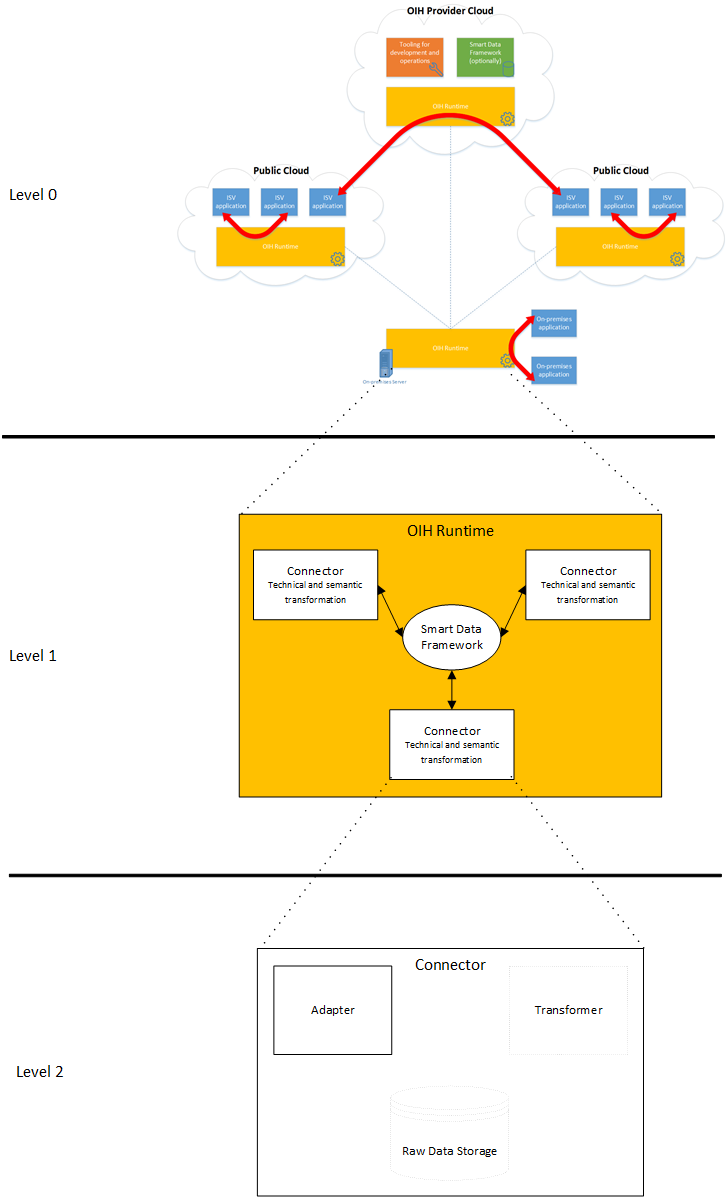 OIH Provider Cloud
Tooling for
development and
operations
Smart Data
Framework
(optionally)
OIH Runtime
Level 0
Public Cloud
ISV
application
ISV
application
ISV
application
OIH Runtime
Public Cloud
ISV
application
ISV
application
ISV
application
OIH Runtime
OIH Runtime
On-premises Server
On-premises
application
On-premises
application
Level 1
OIH Runtime
Connector
Technical and semantic
transformation
Connector
Technical and semantic
transformation
Smart Data
Framework
Connector
Technical and semantic
transformation
Level 2
Connector
Adapter
Transformer
Raw Data Storage